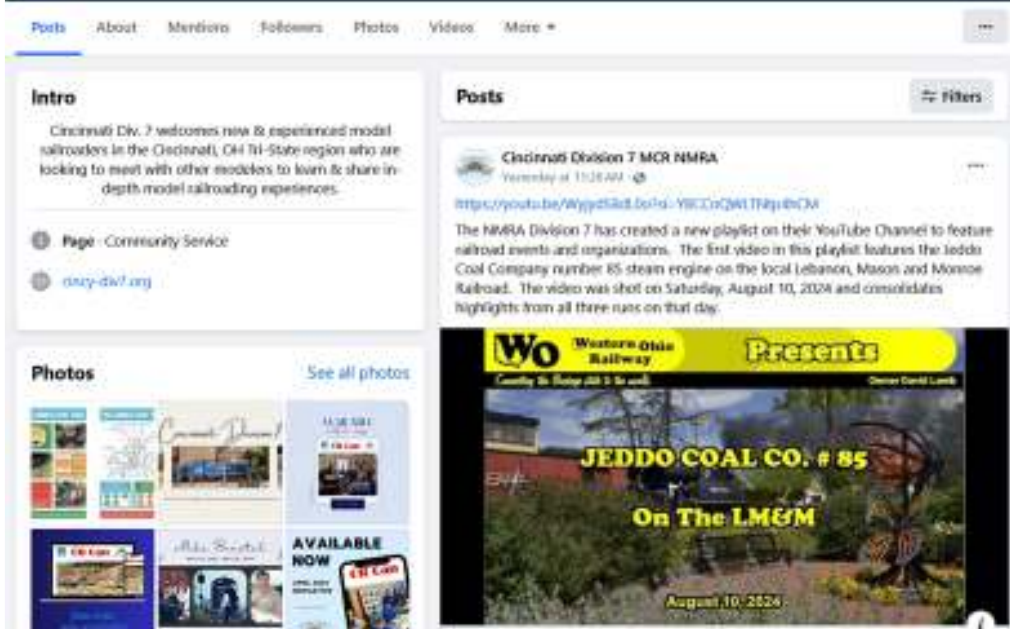 Posts
About
Mentions
Followers
Photos
Videos
More
Intro
Cincinnati Div. 7 welcomes new & experienced model
railroaders in the Cincinnati, OH Tri-State region who are
looking to meet with other modelers to learn & share in-
depth model railroading experiences.
Page · Community Service
cincy-div7.org
Photos
See all photos
AVAILABLE
NOW
Posts
Filters
Cincinnati Division 7 MCR NMRA
Yesterday at 11:28 AM
The NMRA Division 7 has created a new playlist on their YouTube Channel to feature
railroad events and organizations. The first video in this playlist features the Jeddo
Coal Company number 85 steam engine on the local Lebanon, Mason and Monroe
Railroad. The video was shot on Saturday, August 10, 2024 and consolidates
highlights from all three runs on that day.
WO
Western Ohio
Railway
Presents
Owner David Lamb
JEDDO COAL CO. # 85
On The LM&M
August 10, 2024